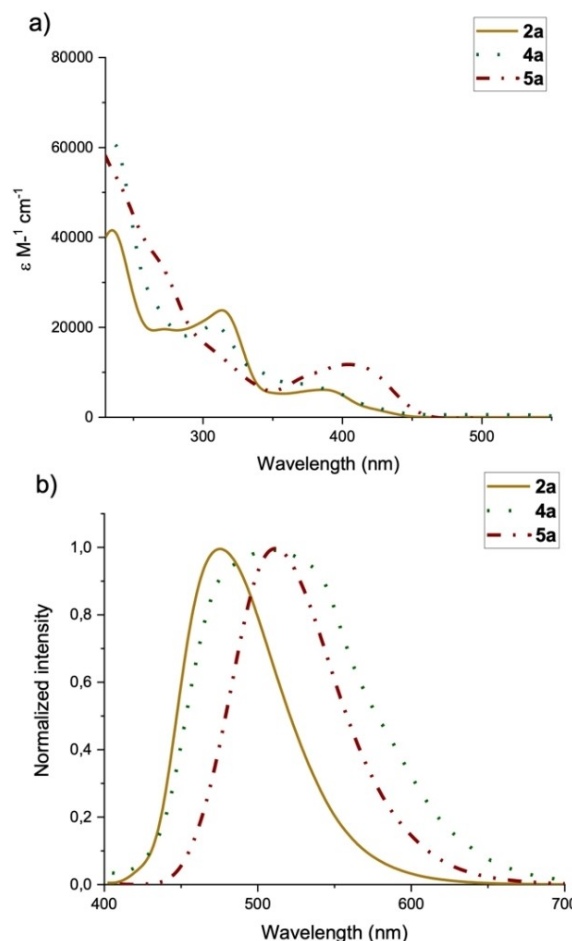 a)
2a
4a
5a
80000
60000
40000
20000
0
ε M-¹ cm⁻¹
300 400 500
Wavelength (nm)
b)
2a
4a
5a
1,0
0,8
0,6
0,4
0,2
0,0
Normalized intensity
400 500 600 700
Wavelength (nm)